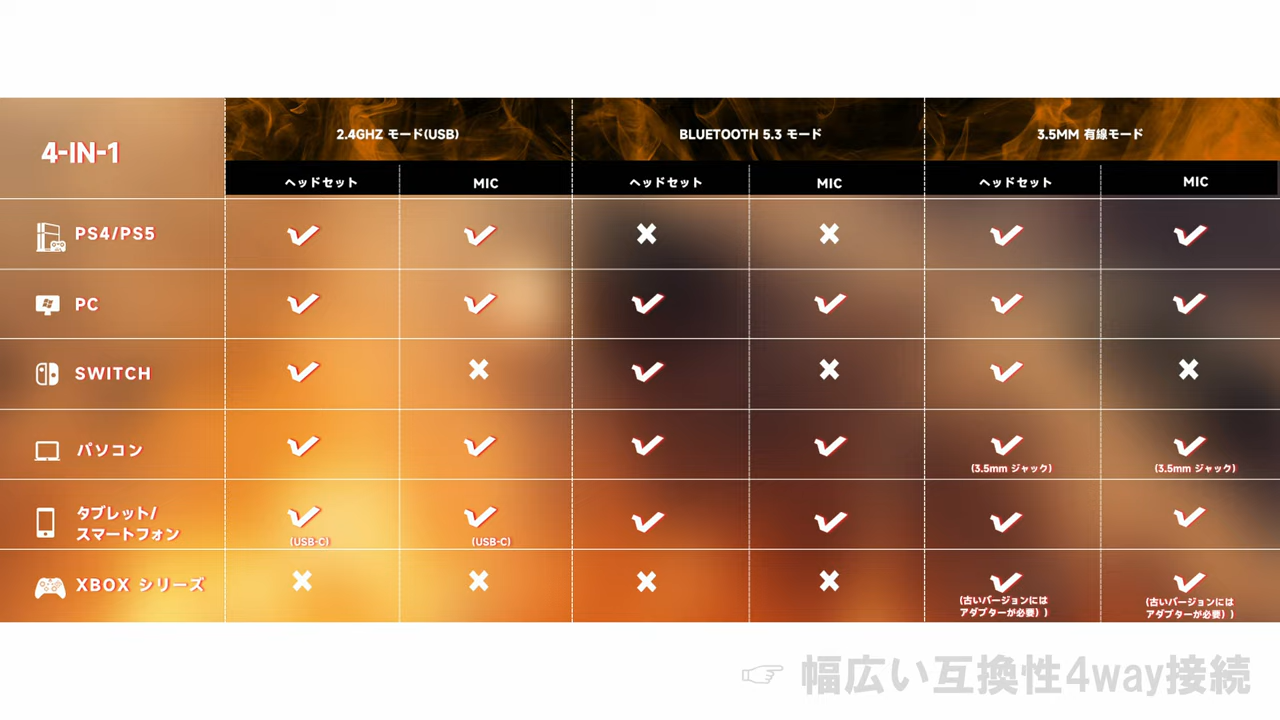 4-IN-1
2.4GHZ モード(USB)
BLUETOOTH 5.3 モード
3.5MM 有線モード
ヘッドセット
MIC
ヘッドセット
MIC
ヘッドセット
MIC
PS4/PS5
PC
SWITCH
パソコン
(3.5mm ジャック)
(3.5mm ジャック)
タブレット/
スマートフォン
(USB-C)
(USB-C)
XBOX シリーズ
(古いバージョンには
アダプターが必要））
(古いバージョンには
アダプターが必要））
☞ 幅広い互換性4way接続